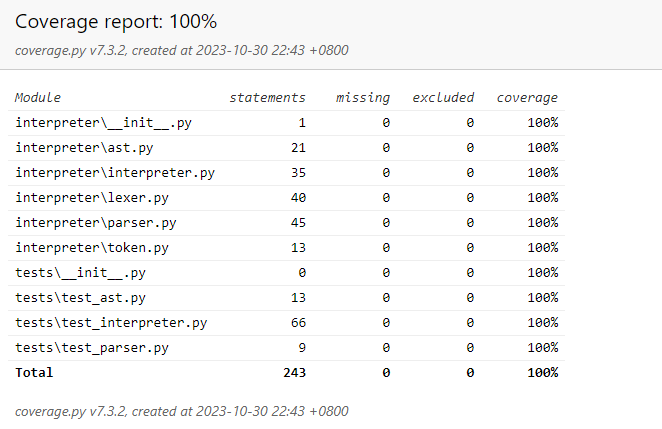 Coverage report: 100%
coverage.py v7.3.2, created at 2023-10-30 22:43 +0800
Module statements missing excluded coverage
interpreter\__init__.py 1 0 0 100%
interpreter\ast.py 21 0 0 100%
interpreter\interpreter.py 35 0 0 100%
interpreter\lexer.py 40 0 0 100%
interpreter\parser.py 45 0 0 100%
interpreter\token.py 13 0 0 100%
tests\__init__.py 0 0 0 100%
tests\test_ast.py 13 0 0 100%
tests\test_interpreter.py 66 0 0 100%
tests\test_parser.py 9 0 0 100%
Total 243 0 0 100%
coverage.py v7.3.2, created at 2023-10-30 22:43 +0800